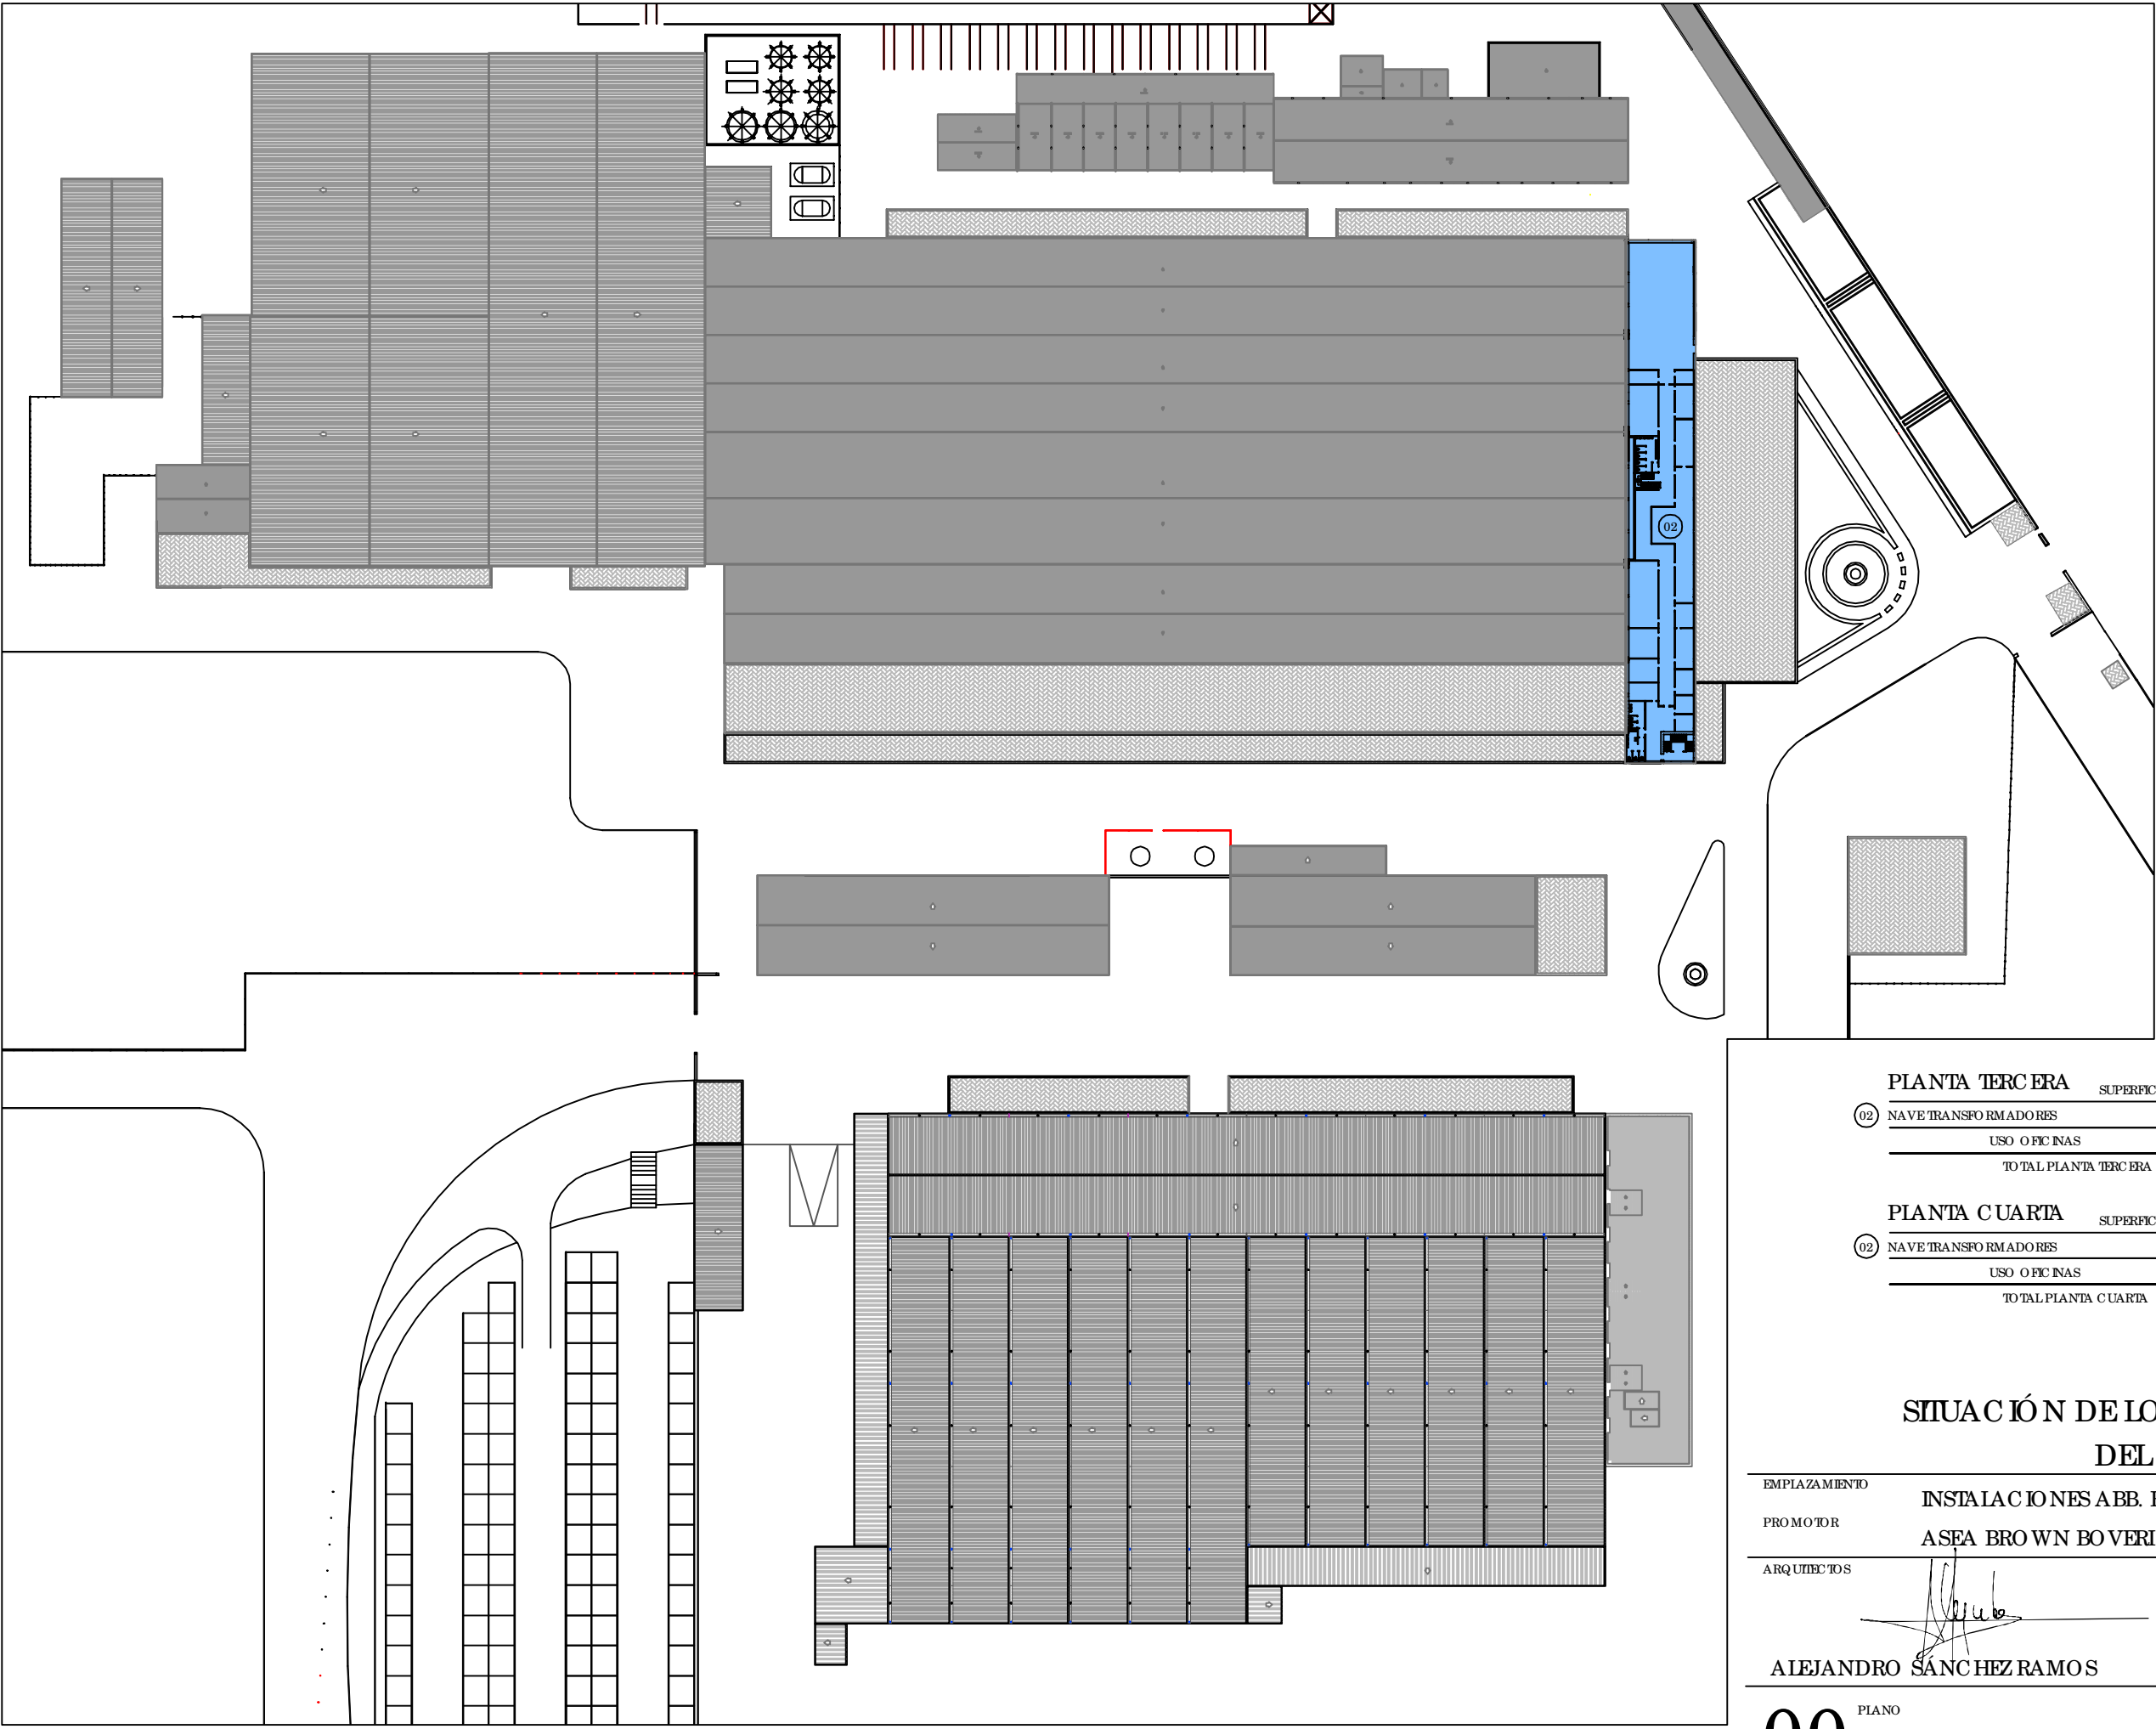 02
PLANTA TERCERA SUPERFIC
02 NAVE TRANSFORMADORES
USO OFICINAS
TOTAL PLANTA TERCERA
PLANTA CUARTA SUPERFIC
02 NAVE TRANSFORMADORES
USO OFICINAS
TOTAL PLANTA CUARTA
SITUACIÓN DE LO
DEL
EMPLAZAMIENTO INSTALACIONES ABB.
PROMOTOR ASEA BROWN BOVERI
ARQUITECTOS
ALEJANDRO SÁNCHEZ RAMOS
PLANO